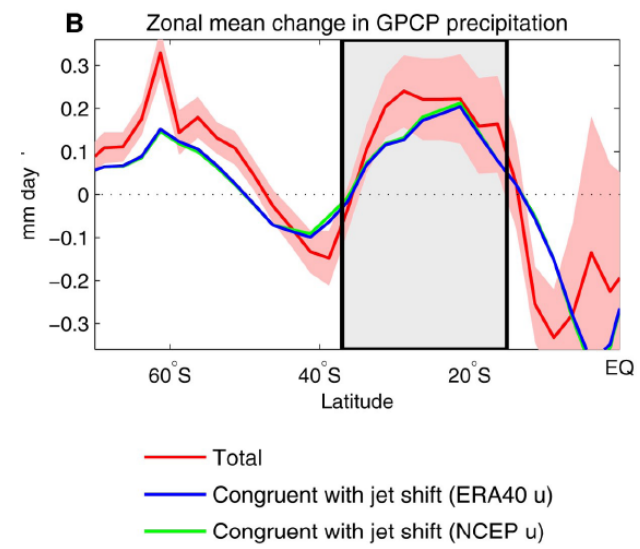 B Zonal mean change in GPCP precipitation
0.3
0.2
0.1
0
−0.1
−0.2
−0.3
mm day
60°S 40°S 20°S EQ
Latitude
Total
Congruent with jet shift (ERA40 u)
Congruent with jet shift (NCEP u)